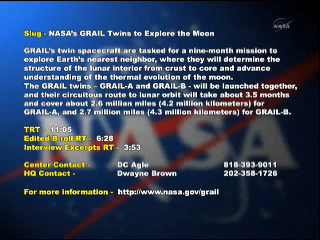 NASA
Slug - NASA's GRAIL Twins to Explore the Moon
GRAIL's twin spacecraft are tasked for a nine-month mission to
explore Earth's nearest neighbor, where they will determine the
structure of the lunar interior from crust to core and advance
understanding of the thermal evolution of the moon.
The GRAIL twins – GRAIL-A and GRAIL-B - will be launched together,
and their circuitous route to lunar orbit will take about 3.5 months
and cover about 2.6 million miles (4.2 million kilometers) for
GRAIL-A, and 2.7 million miles (4.3 million kilometers) for GRAIL-B.
TRT - 11:05
Edited B-roll RT - 6:28
Interview Excerpts RT - 3:53
Center Contact - DC Agle 818-393-9011
HQ Contact - Dwayne Brown 202-358-1726
For more information - http://www.nasa.gov/grail